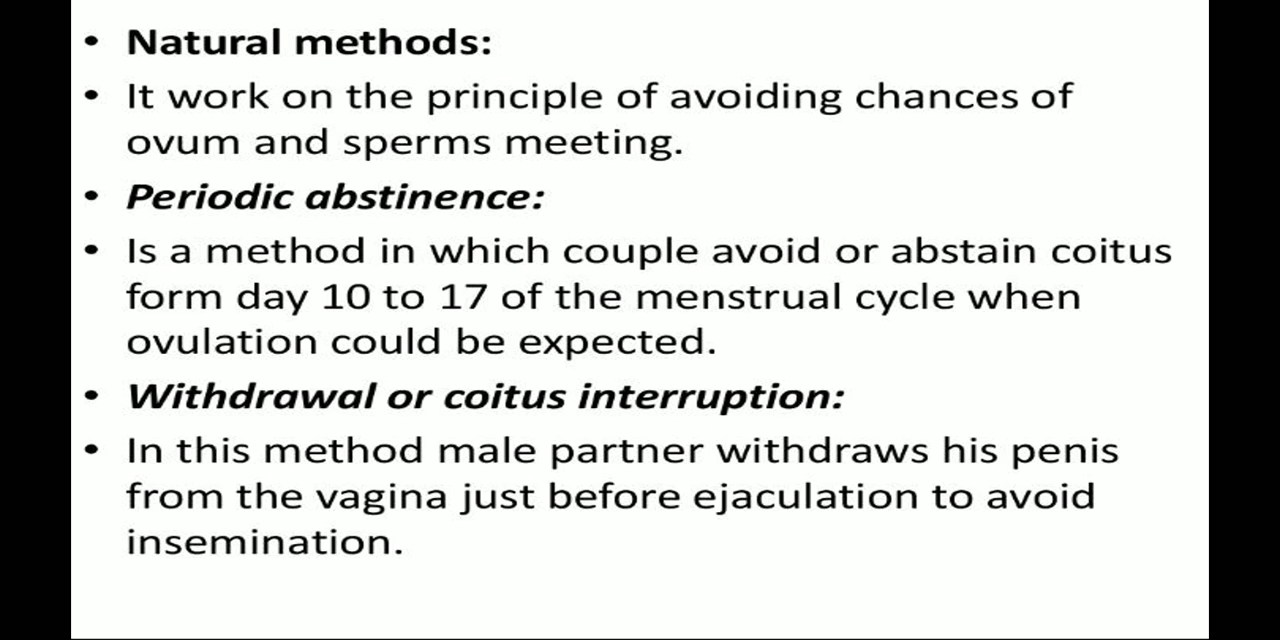 • Natural methods:
• It work on the principle of avoiding chances of
ovum and sperms meeting.
• Periodic abstinence:
• Is a method in which couple avoid or abstain coitus
form day 10 to 17 of the menstrual cycle when
ovulation could be expected.
• Withdrawal or coitus interruption:
• In this method male partner withdraws his penis
from the vagina just before ejaculation to avoid
insemination.